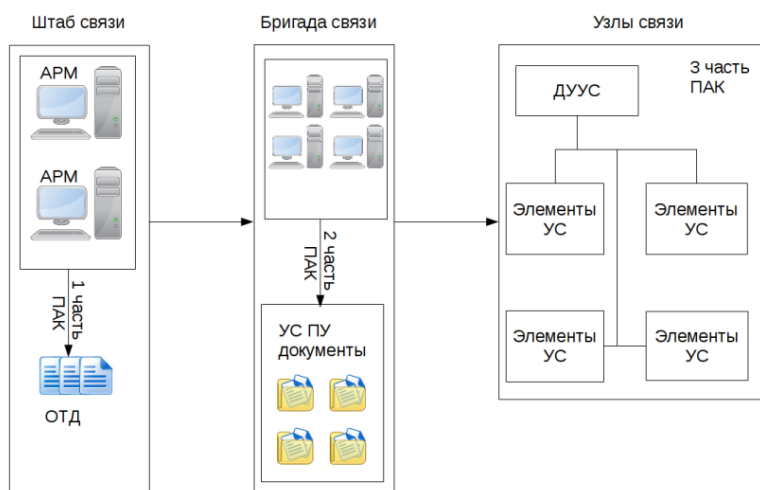 Штаб связи
АРМ
АРМ
1 часть
ПАК
ОТД
Бригада связи
2 часть
ПАК
УС ПУ
документы
Узлы связи
3 часть
ПАК
ДУУС
Элементы
УС
Элементы
УС
Элементы
УС
Элементы
УС